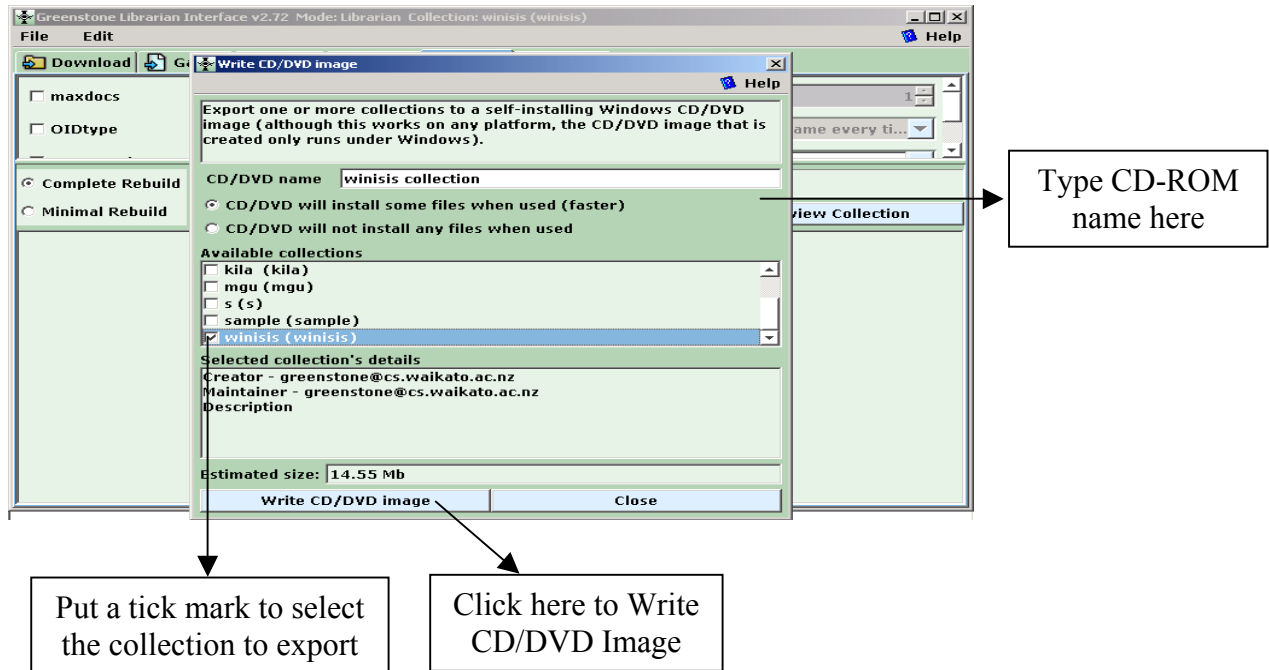 Greenstone Librarian Interface v2.72 Mode: Librarian Collection: winisis (winisis)
File Edit Help
Download
Write CD/DVD image
Help
maxdocs
1
Export one or more collections to a self-installing Windows CD/DVD
image (although this works on any platform, the CD/DVD image that is
created only runs under Windows).
OIDtype
ame every ti...
CD/DVD name winisis collection
Complete Rebuild
CD/DVD will install some files when used (faster)
Minimal Rebuild
view Collection
CD/DVD will not install any files when used
Available collections
kila (kila)
mgu (mgu)
s (s)
sample (sample)
winisis (winisis)
Selected collection's details
Creator - greenstone@cs.waikato.ac.nz
Maintainer - greenstone@cs.waikato.ac.nz
Description
Estimated size: 14.55 Mb
Write CD/DVD image Close
Type CD-ROM
name here
Put a tick mark to select
the collection to export
Click here to Write
CD/DVD Image